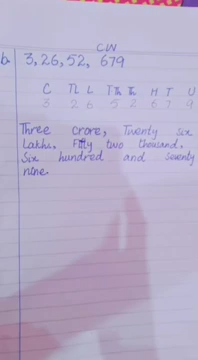 CW
b. 3,26,52, 679
C TL L TTh Th H T U
3 2 6 5 2 6 7 9
Three crore, Twenty six
Lakhs. Fifty two thousand.
Six hundred and seventy
nine.